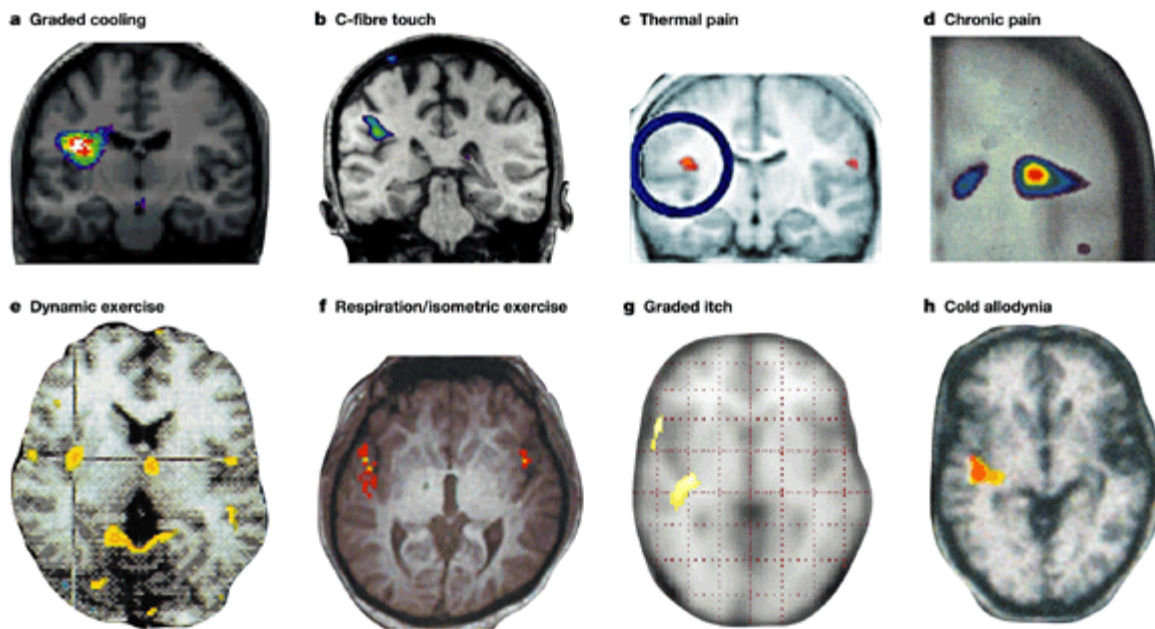 a Graded cooling
b C-fibre touch
c Thermal pain
d Chronic pain
e Dynamic exercise
f Respiration/isometric exercise
g Graded itch
h Cold allodynia